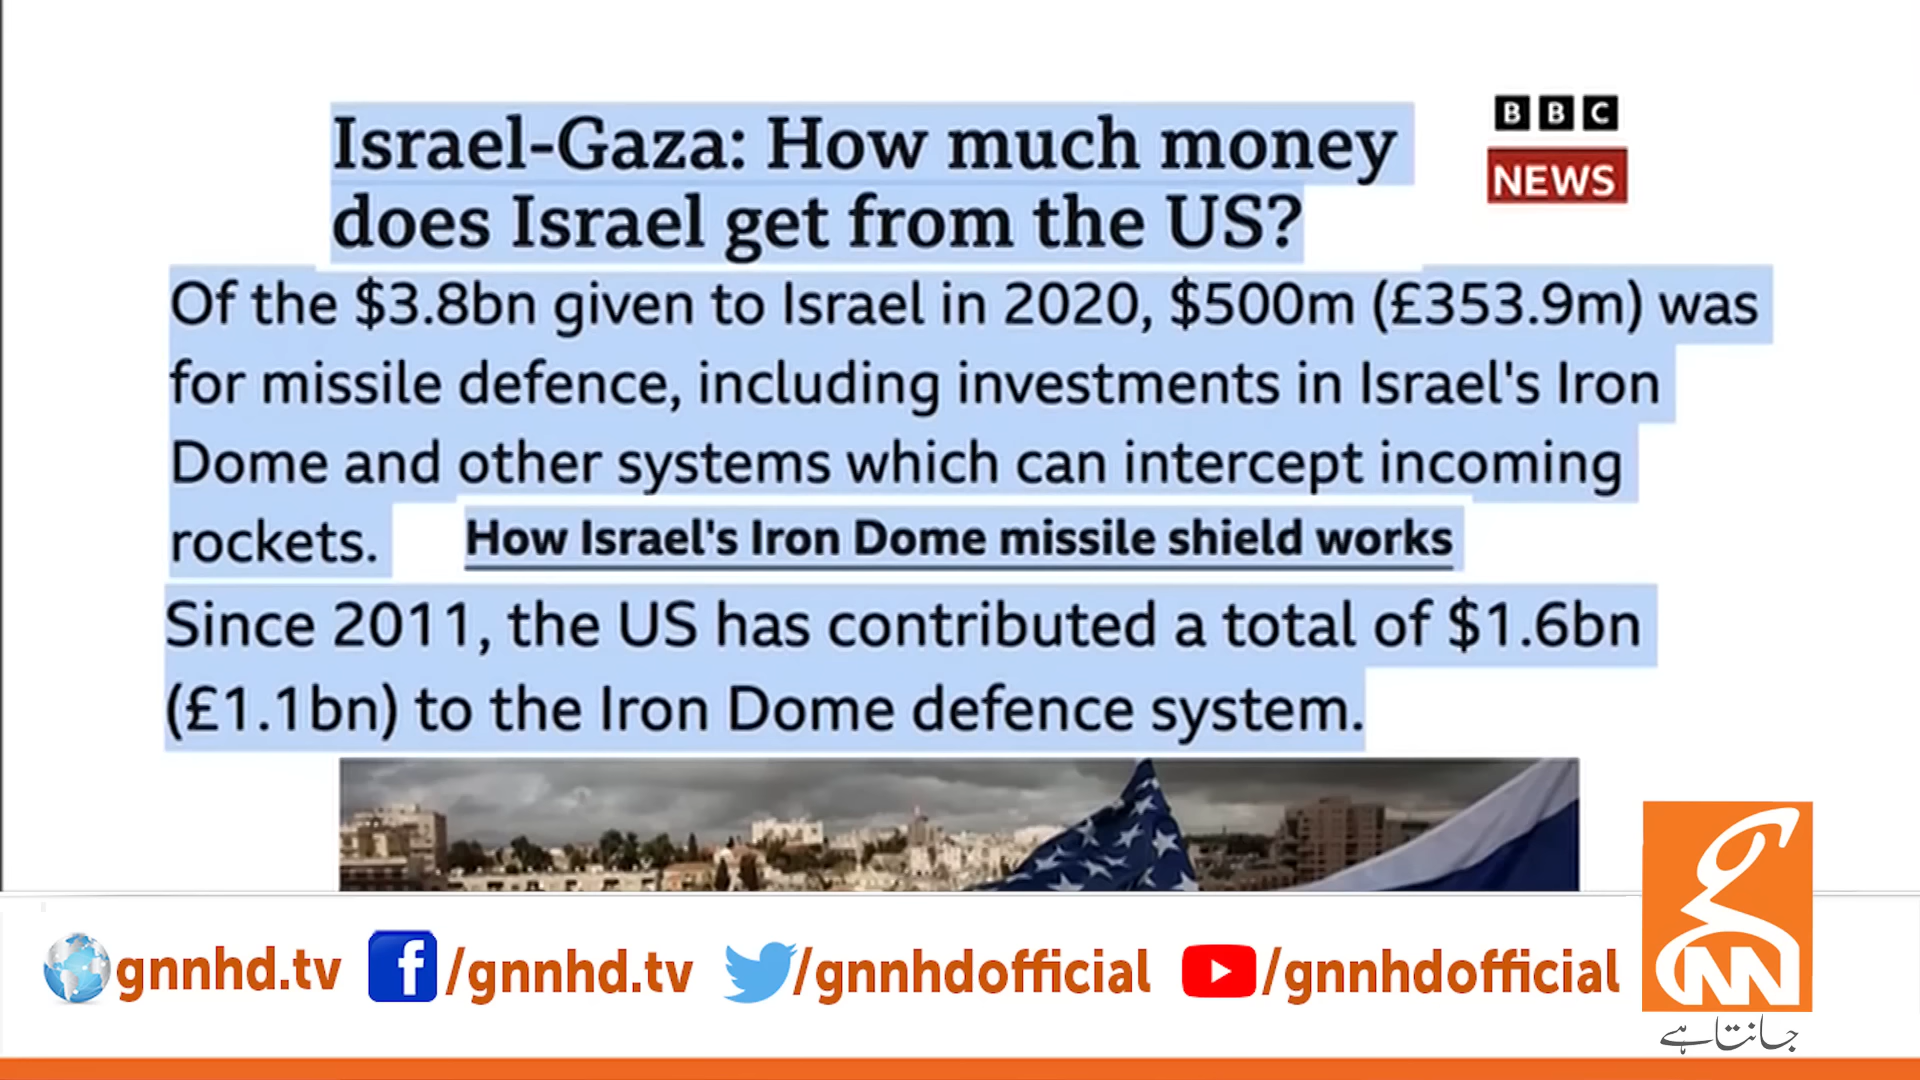 Israel-Gaza: How much money
does Israel get from the US?
BBC
NEWS
Of the $3.8bn given to Israel in 2020, $500m (£353.9m) was
for missile defence, including investments in Israel's Iron
Dome and other systems which can intercept incoming
rockets.
How Israel's Iron Dome missile shield works
Since 2011, the US has contributed a total of $1.6bn
(£1.1bn) to the Iron Dome defence system.
gnnhd.tv
/gnnhd.tv
/gnnhdofficial
/gnnhdofficial
GNN
جانتا ہے